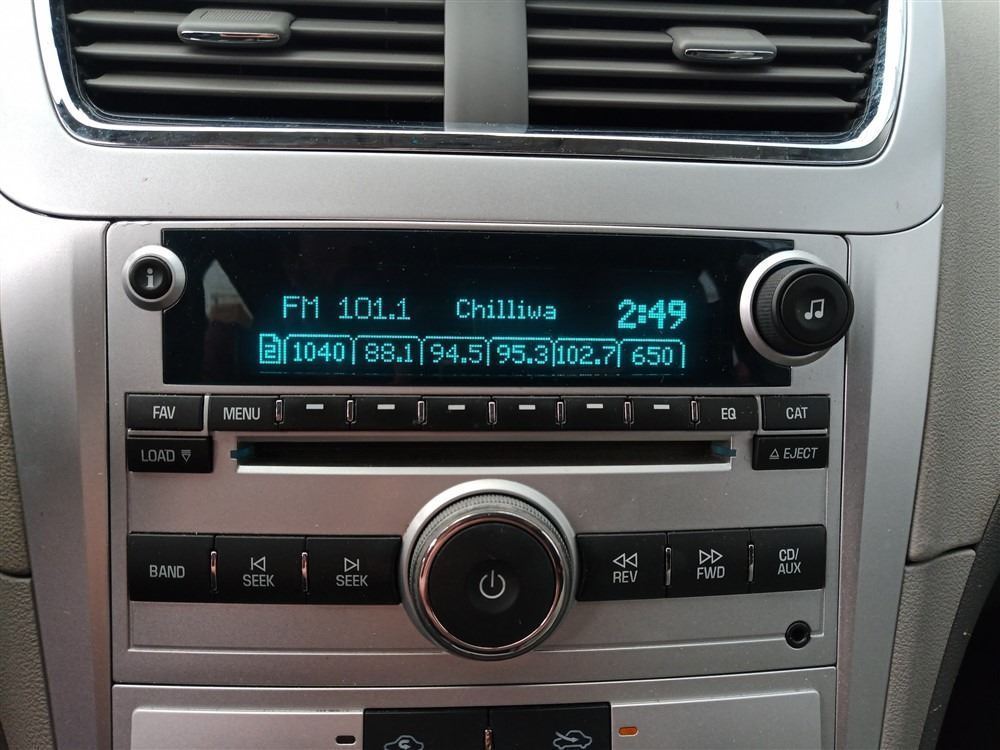 i
FM 101.1 Chilliwa 2:49
2 1040 88.1 94.5 95.3 102.7 650
FAV MENU EQ CAT
LOAD EJECT
BAND SEEK SEEK REV FWD CD/
AUX